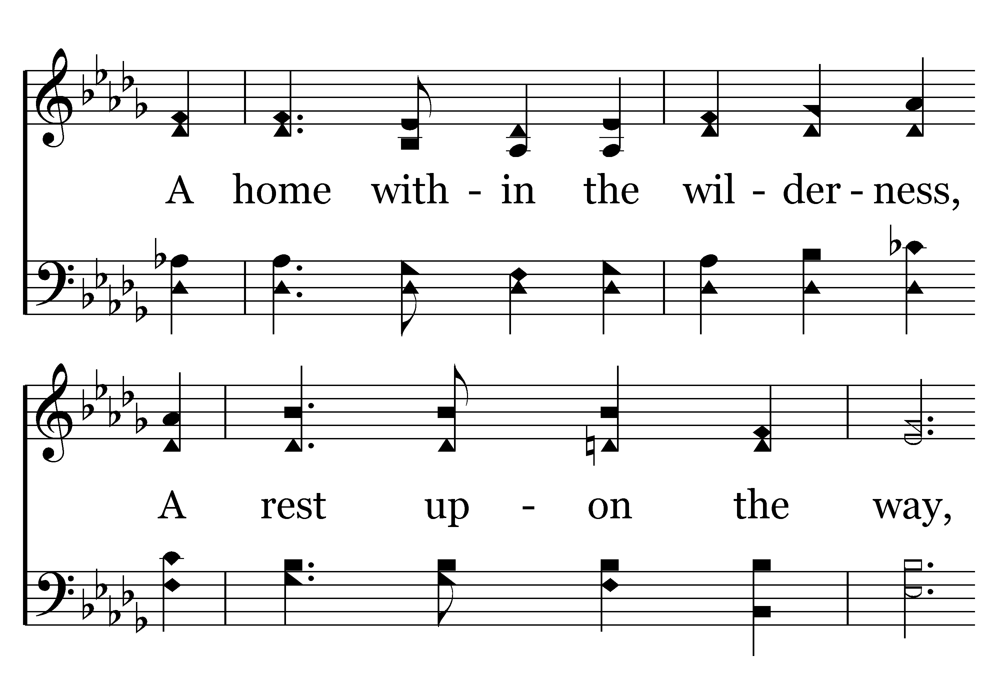 A home with - in the wil - der - ness,
A rest up - on the way,